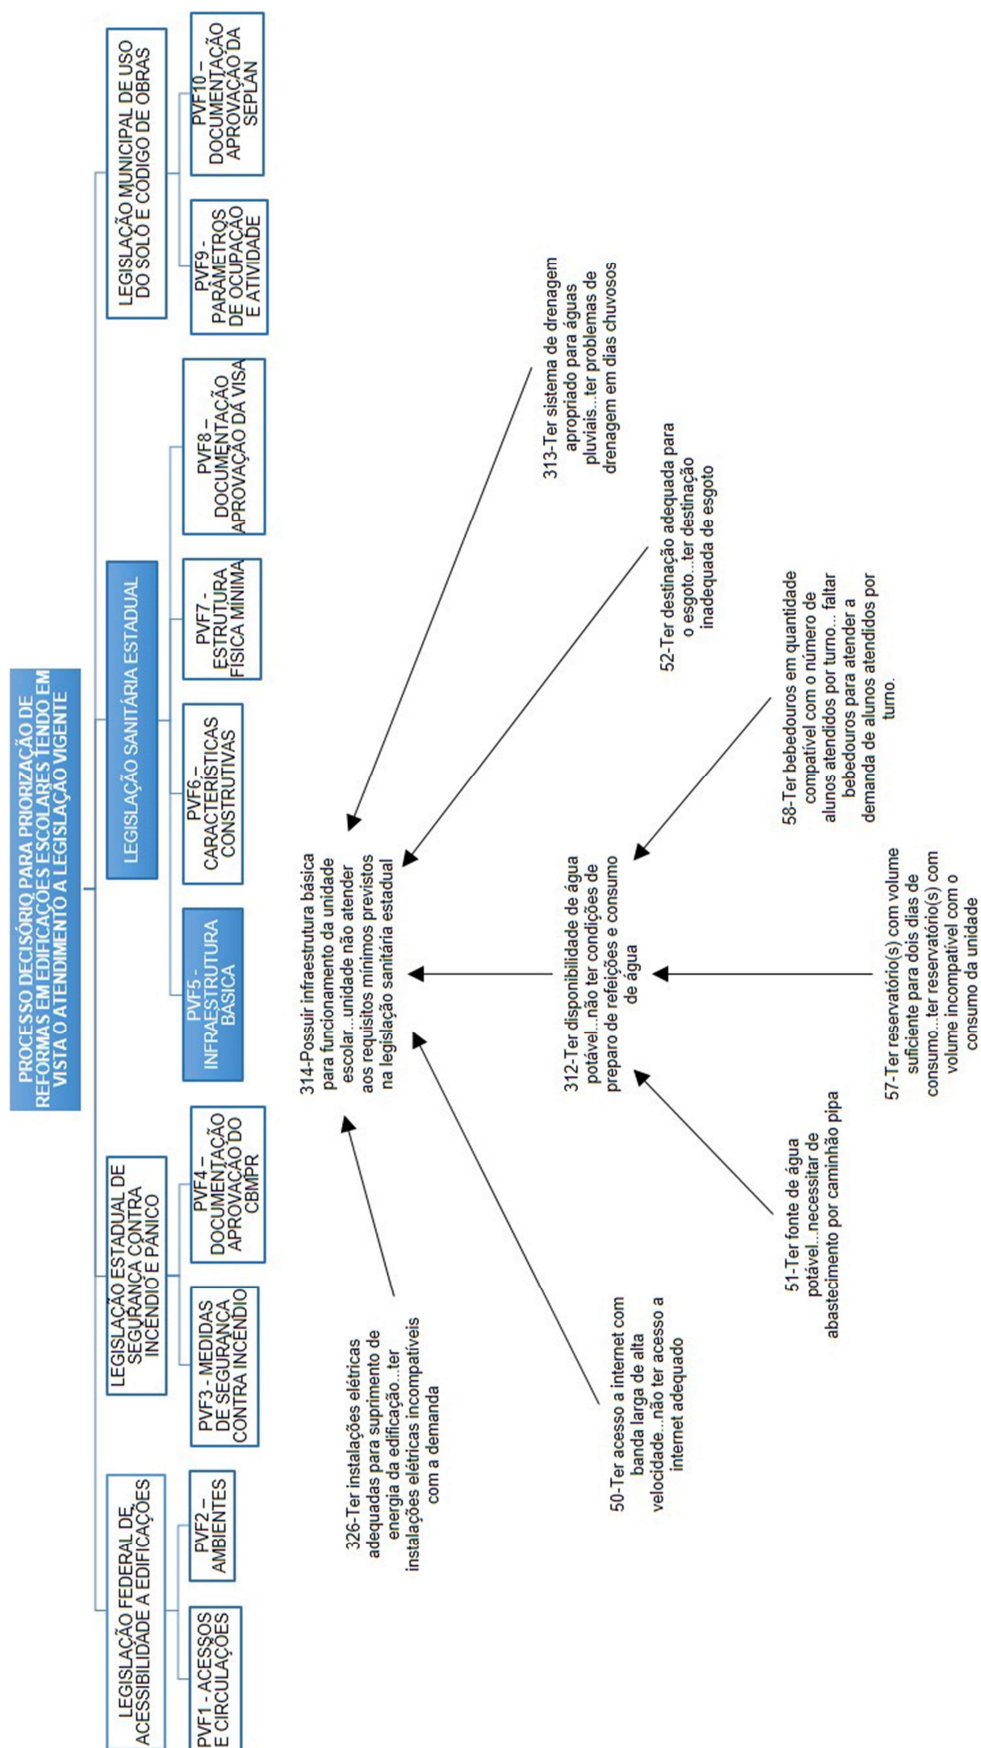 PROCESSO DECISÓRIO PARA PRIORIZAÇÃO DE
REFORMAS EM EDIFICAÇÕES ESCOLARES TENDO EM
VISTA O ATENDIMENTO A LEGISLAÇÃO VIGENTE
LEGISLAÇÃO FEDERAL DE
ACESSIBILIDADE A EDIFICAÇÕES
LEGISLAÇÃO ESTADUAL DE
SEGURANÇA CONTRA
INCÊNDIO E PÂNICO
LEGISLAÇÃO SANITÁRIA ESTADUAL
LEGISLAÇÃO MUNICIPAL DE USO
DO SOLO E CÓDIGO DE OBRAS
PVF1 - ACESSOS
E CIRCULAÇÕES
PVF2 –
AMBIENTES
PVF3 - MEDIDAS
DE SEGURANÇA
CONTRA INCÊNDIO
PVF4 –
DOCUMENTAÇÃO
APROVAÇÃO DO
CBMPR
PVF5 -
INFRAESTRUTURA
BÁSICA
PVF6 –
CARACTERÍSTICAS
CONSTRUTIVAS
PVF7 -
ESTRUTURA
FÍSICA MÍNIMA
PVF8 –
DOCUMENTAÇÃO
APROVAÇÃO DA VISA
PVF9 -
PARÂMETROS
DE OCUPAÇÃO
E ATIVIDADE
PVF10 –
DOCUMENTAÇÃO
APROVAÇÃO DA
SEPLAN
314-Possuir infraestrutura básica
para funcionamento da unidade
escolar...unidade não atender
aos requisitos mínimos previstos
na legislação sanitária estadual
326-Ter instalações elétricas
adequadas para suprimento de
energia da edificação...ter
instalações elétricas incompatíveis
com a demanda
50-Ter acesso a internet com
banda larga de alta
velocidade...não ter acesso a
internet adequado
312-Ter disponibilidade de água
potável...não ter condições de
preparo de refeições e consumo
de água
52-Ter destinação adequada para
o esgoto...ter destinação
inadequada de esgoto
313-Ter sistema de drenagem
apropriado para águas
pluviais...ter problemas de
drenagem em dias chuvosos
51-Ter fonte de água
potável...necessitar de
abastecimento por caminhão pipa
57-Ter reservatório(s) com volume
suficiente para dois dias de
consumo...ter reservatório(s) com
volume incompatível com o
consumo da unidade
58-Ter bebedouros em quantidade
compatível com o número de
alunos atendidos por turno... faltar
bebedouros para atender a
demanda de alunos atendidos por
turno.